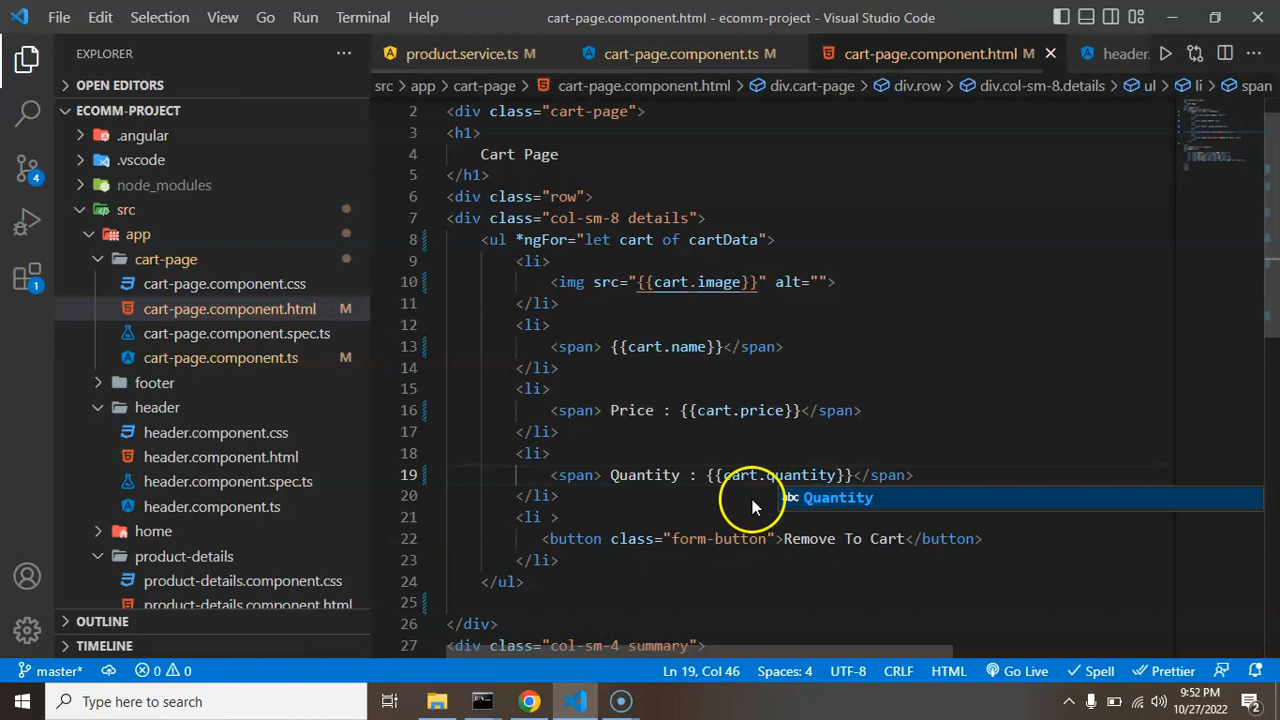 File Edit Selection View Go Run Terminal Help
cart-page.component.html - ecomm-project - Visual Studio Code
EXPLORER
product.service.ts M
cart-page.component.ts M
cart-page.component.html M
header.
OPEN EDITORS
src > app > cart-page > cart-page.component.html > div.cart-page > div.row > div.col-sm-8.details > ul > li > span
ECOMM-PROJECT
.angular
.vscode
node_modules
src
app
cart-page
cart-page.component.css
cart-page.component.html M
cart-page.component.spec.ts
cart-page.component.ts M
footer
header
header.component.css
header.component.html
header.component.spec.ts
header.component.ts
home
product-details
product-details.component.css
product-details.component.html
OUTLINE
TIMELINE
2 <div class="cart-page">
3 <h1>
4 Cart Page
5 </h1>
6 <div class="row">
7 <div class="col-sm-8 details">
8 <ul *ngFor="let cart of cartData">
9 <li>
10 <img src="{{cart.image}}" alt="">
11 </li>
12 <li>
13 <span> {{cart.name}}</span>
14 </li>
15 <li>
16 <span> Price : {{cart.price}}</span>
17 </li>
18 <li>
19 <span> Quantity : {{cart.quantity}}</span>
abc Quantity
20 </li>
21 <li >
22 <button class="form-button">Remove To Cart</button>
23 </li>
24 </ul>
25
26 </div>
27 <div class="col-sm-4 summary">
4
1
master* 0 0 Ln 19, Col 46 Spaces: 4 UTF-8 CRLF HTML Go Live Spell Prettier
Type here to search
9:52 PM
10/27/2022
2